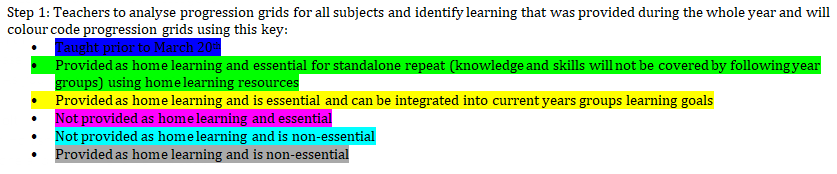 Step 1: Teachers to analyse progression grids for all subjects and identify learning that was provided during the whole year and will
colour code progression grids using this key:
• Taught prior to March 20th
• Provided as home learning and essential for standalone repeat (knowledge and skills will not be covered by following year
groups) using home learning resources
• Provided as home learning and is essential and can be integrated into current years groups learning goals
• Not provided as home learning and essential
• Not provided as home learning and is non-essential
• Provided as home learning and is non-essential